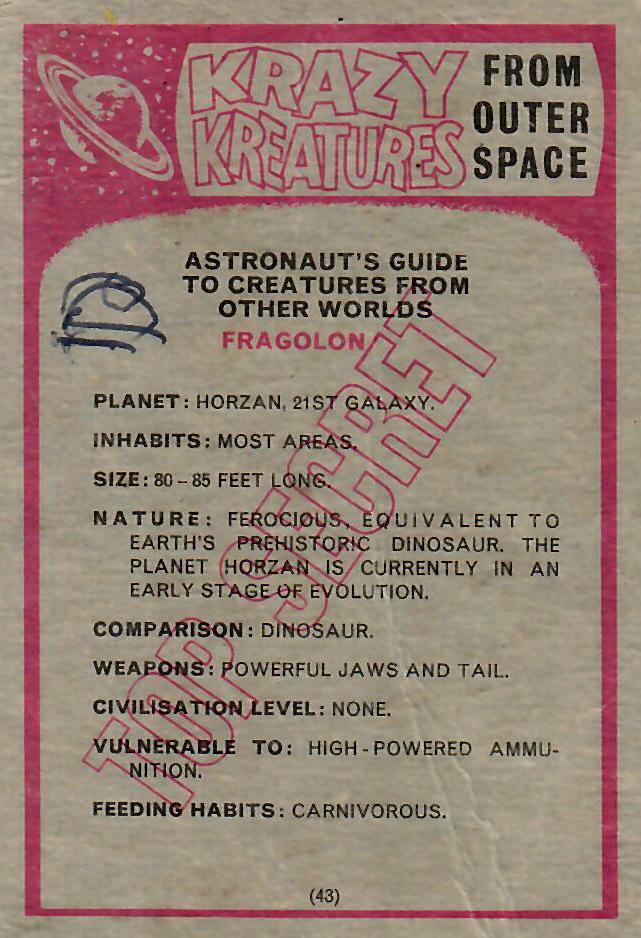 KRAZY
KREATURES
FROM
OUTER
SPACE
ASTRONAUT'S GUIDE
TO CREATURES FROM
OTHER WORLDS
FRAGOLON
TOP SECRET
PLANET: HORZAN, 21ST GALAXY.
INHABITS: MOST AREAS.
SIZE: 80-85 FEET LONG.
NATURE: FEROCIOUS, EQUIVALENT TO
EARTH'S PREHISTORIC DINOSAUR. THE
PLANET HORZAN IS CURRENTLY IN AN
EARLY STAGE OF EVOLUTION.
COMPARISON: DINOSAUR.
WEAPONS: POWERFUL JAWS AND TAIL.
CIVILISATION LEVEL: NONE.
VULNERABLE TO: HIGH-POWERED AMMU-
NITION.
FEEDING HABITS: CARNIVOROUS.
(43)